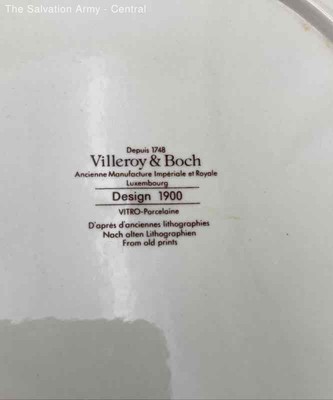 The Salvation Army - Central
Depuis 1748
Villeroy & Boch
Ancienne Manufacture Impériale et Royale
Luxembourg
Design 1900
VITRO-Porcelaine
D'aprés d'anciennes lithographies
Nach alten Lithographien
From old prints